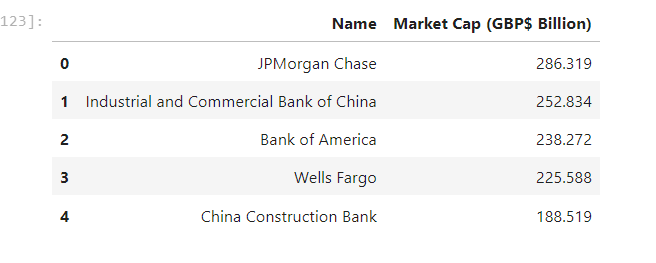 123]:
Name Market Cap (GBP$ Billion)
0 JPMorgan Chase 286.319
1 Industrial and Commercial Bank of China 252.834
2 Bank of America 238.272
3 Wells Fargo 225.588
4 China Construction Bank 188.519